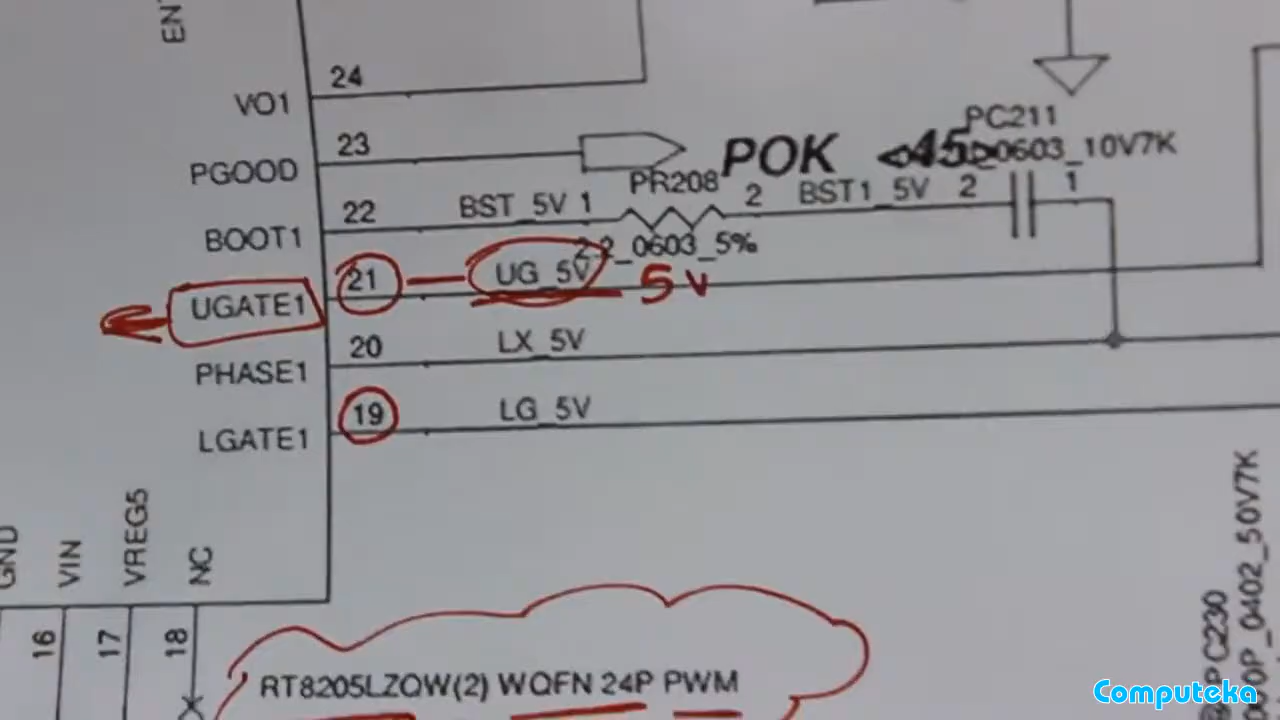 24
VO1
PC211
23
POK
<45>
0603_10V7K
PGOOD
PR208
22
BST_5V 1
2
BST1_5V
2
1
BOOT1
2_0603_5%
21
UG_5V
5V
UGATE1
20
LX_5V
PHASE1
19
LG_5V
LGATE1
GND
VIN
VREG5
NC
16
17
18
RT8205LZQW(2) WQFN 24P PWM
PC230
0402_50V7K
Computeka